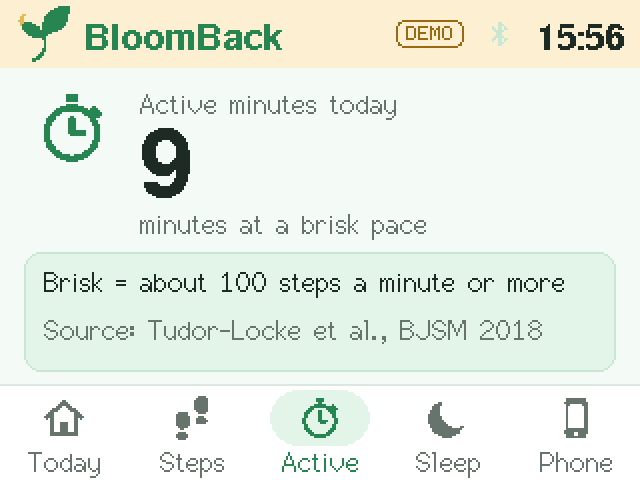 BloomBack
DEMO
15:56
Active minutes today
9
minutes at a brisk pace
Brisk = about 100 steps a minute or more
Source: Tudor-Locke et al., BJSM 2018
Today
Steps
Active
Sleep
Phone